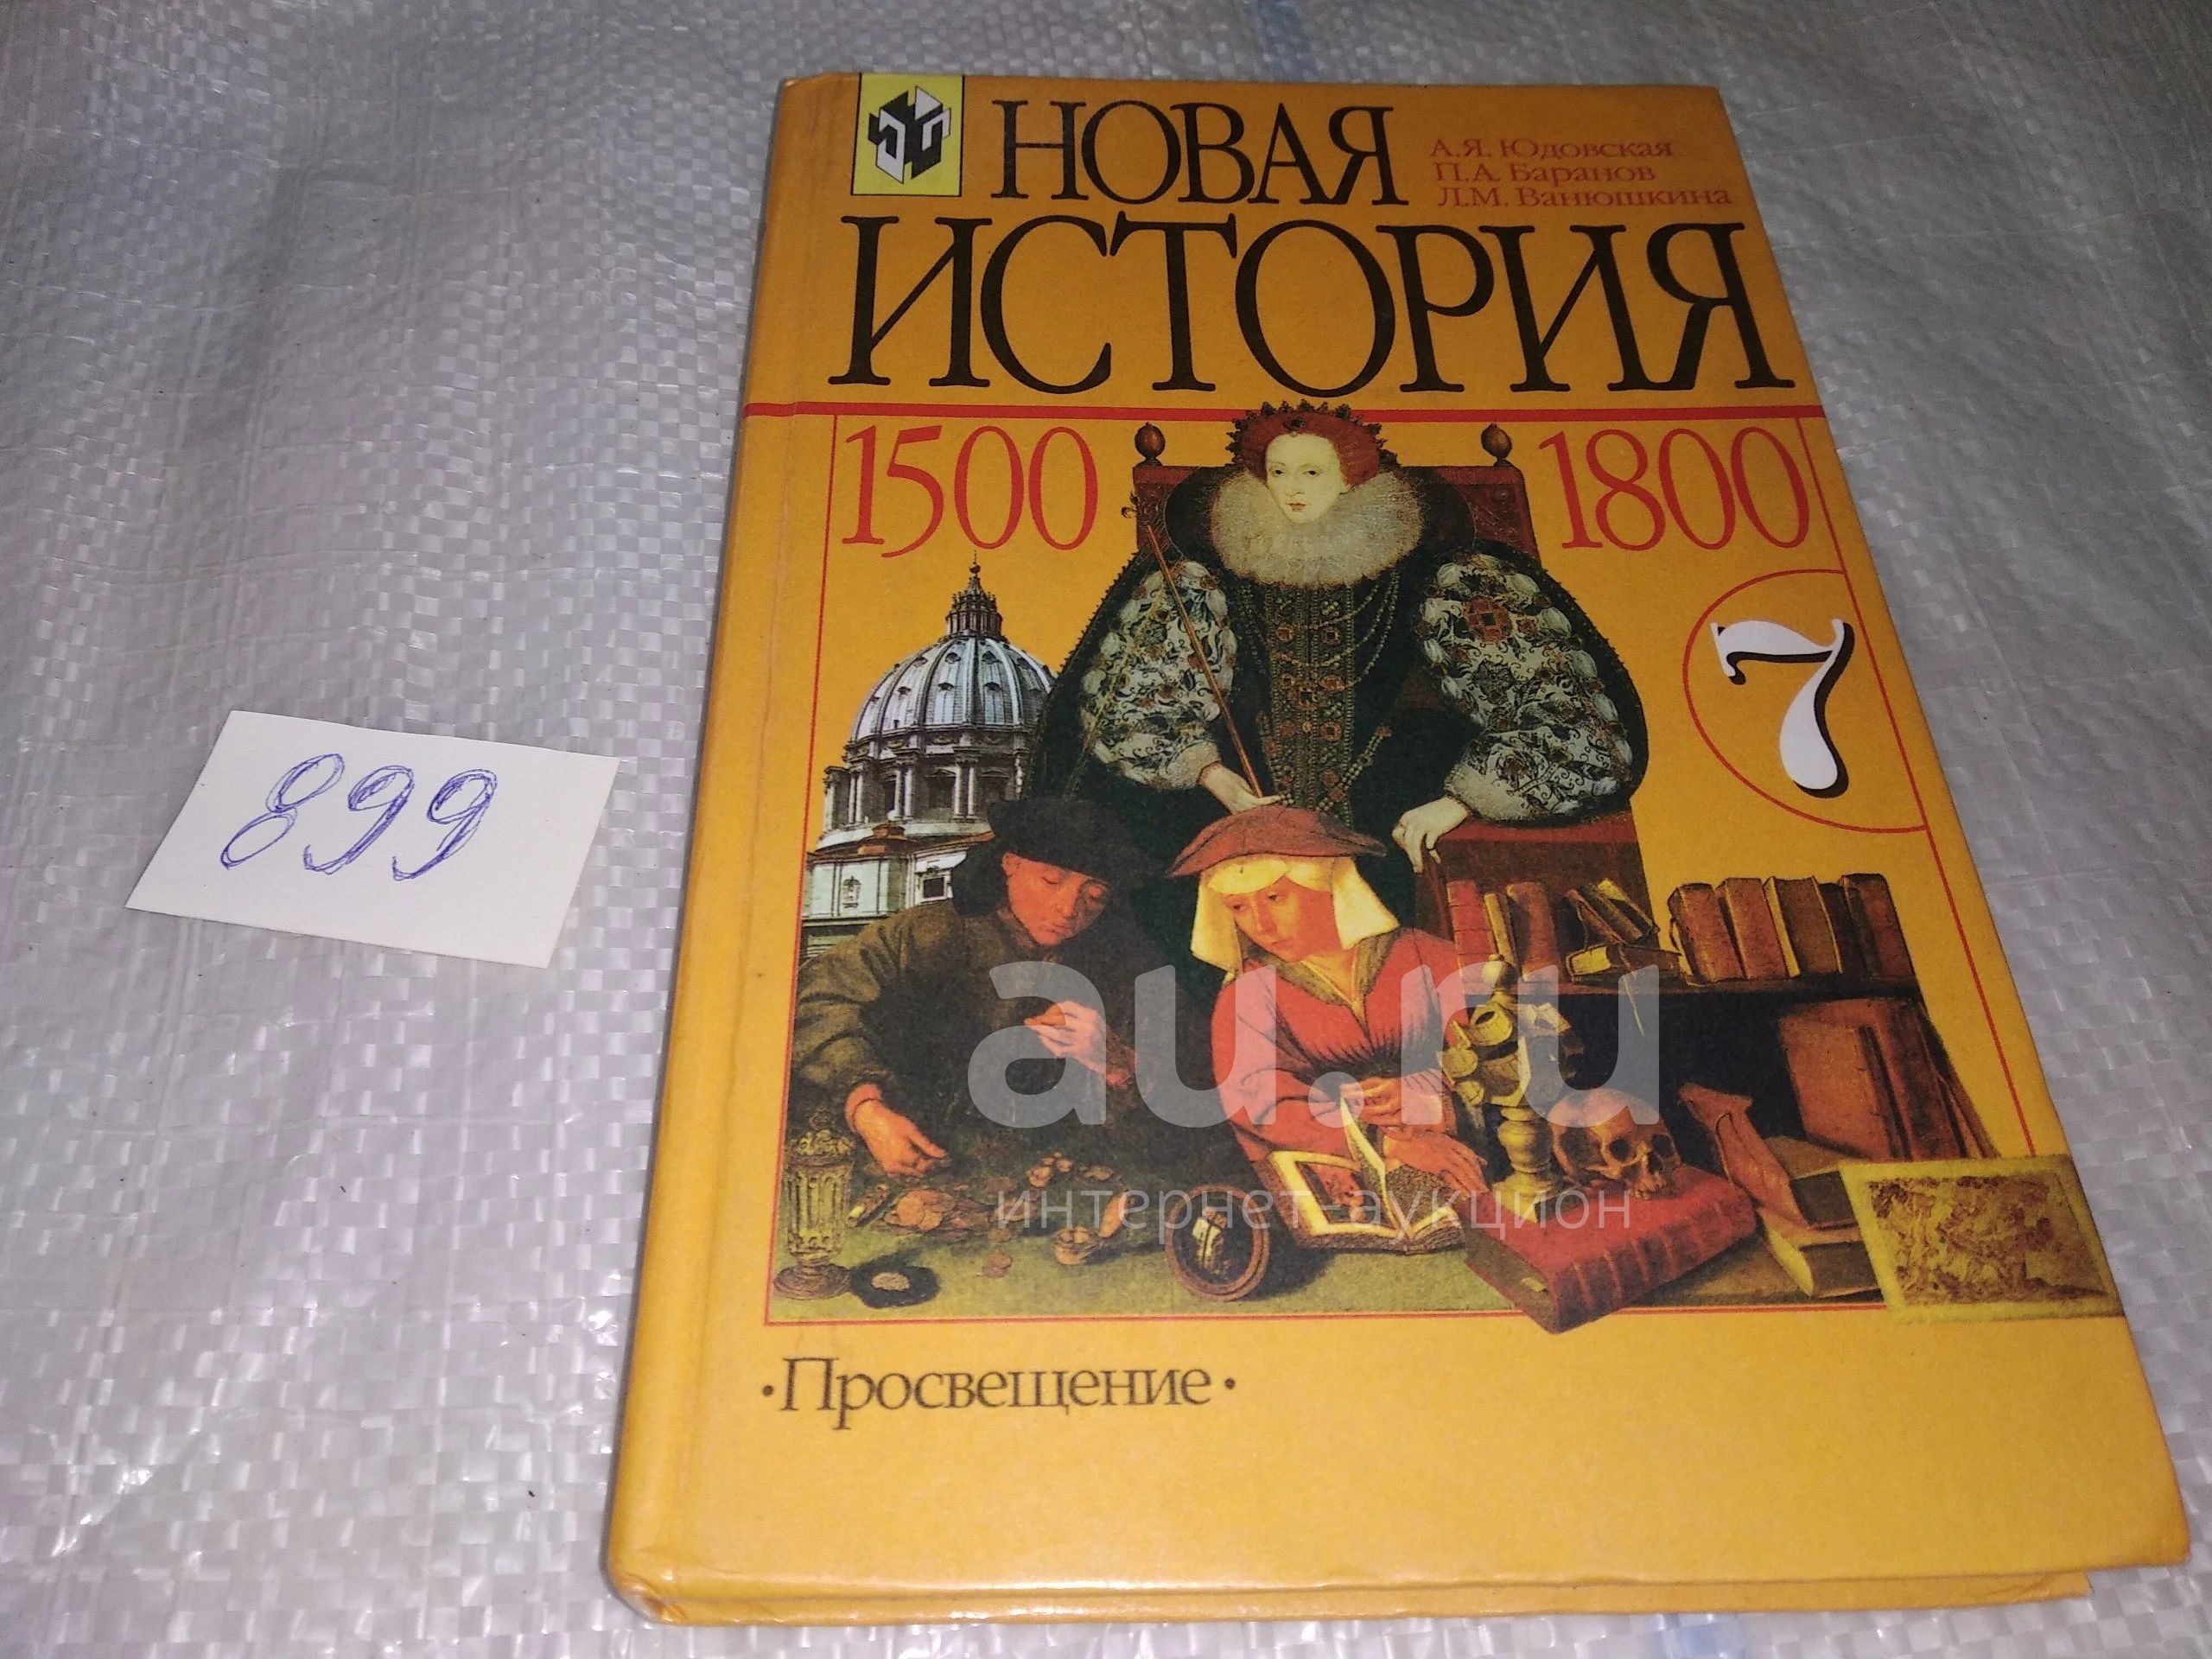 НОВАЯ
А.Я. Юдовская
П.А. Баранов
Л.М. Ванюшкина
ИСТОРИЯ
1500 1800
7
899
au.ru
интернет-аукцион
·Просвещение·